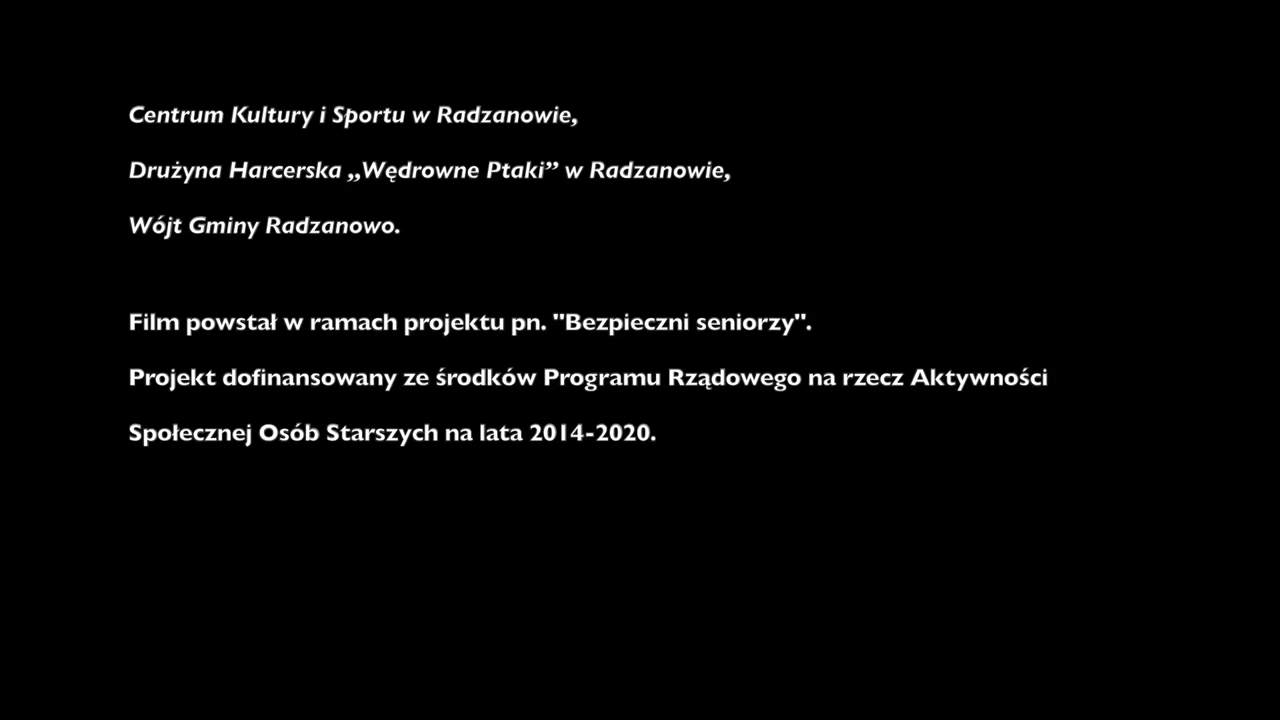 Centrum Kultury i Sportu w Radzanowie,
Drużyna Harcerska „Wędrowne Ptaki” w Radzanowie,
Wójt Gminy Radzanowo.
Film powstał w ramach projektu pn. "Bezpieczni seniorzy".
Projekt dofinansowany ze środków Programu Rządowego na rzecz Aktywności
Społecznej Osób Starszych na lata 2014-2020.